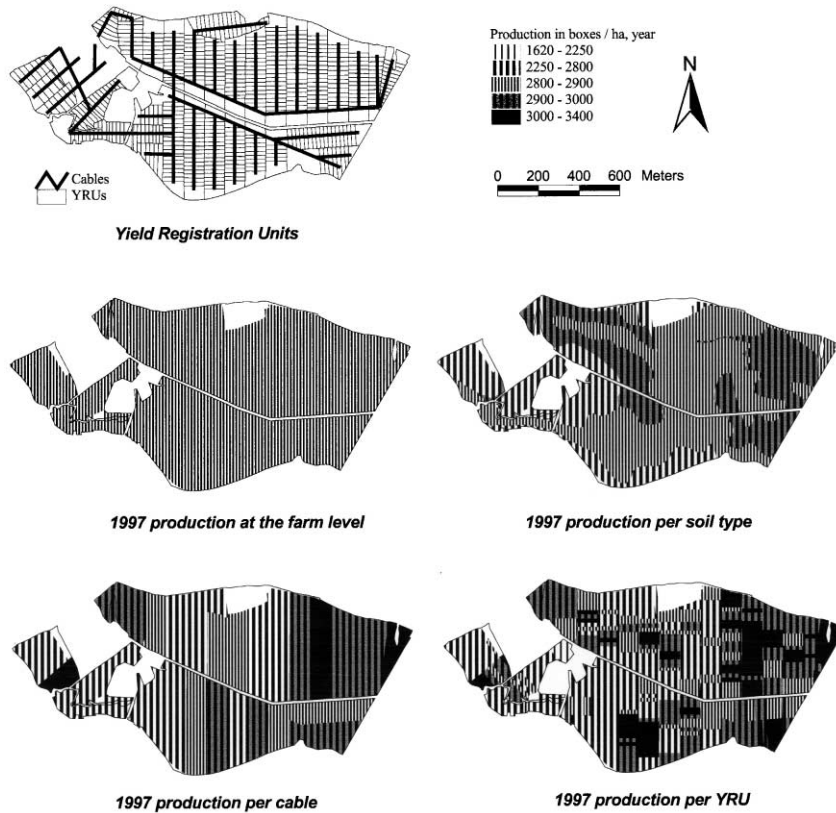 Production in boxes / ha, year
1620 - 2250
2250 - 2800
2800 - 2900
2900 - 3000
3000 - 3400
N
0 200 400 600 Meters
Cables
YRUs
Yield Registration Units
1997 production at the farm level
1997 production per soil type
1997 production per cable
1997 production per YRU